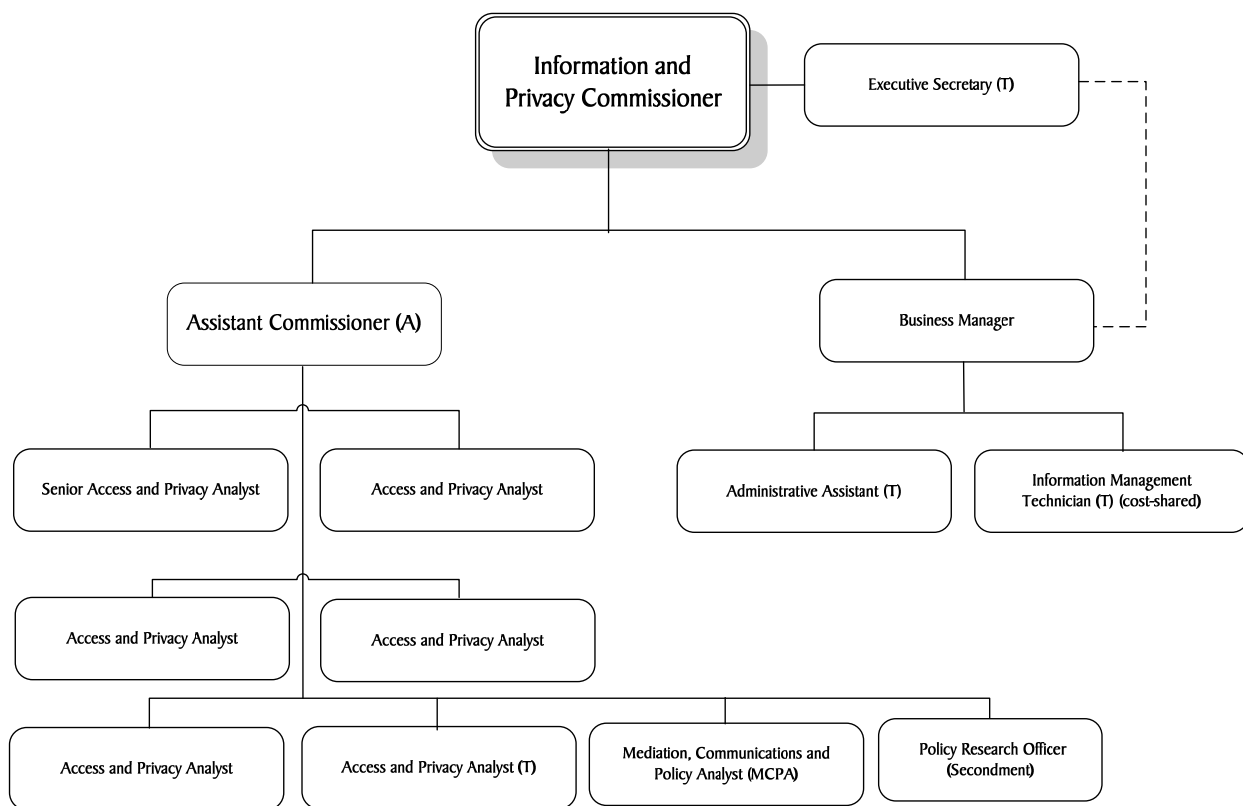 Information and
Privacy Commissioner
Executive Secretary (T)
Assistant Commissioner (A)
Business Manager
Senior Access and Privacy Analyst
Access and Privacy Analyst
Administrative Assistant (T)
Information Management
Technician (T) (cost-shared)
Access and Privacy Analyst
Access and Privacy Analyst
Access and Privacy Analyst
Access and Privacy Analyst (T)
Mediation, Communications and
Policy Analyst (MCPA)
Policy Research Officer
(Secondment)